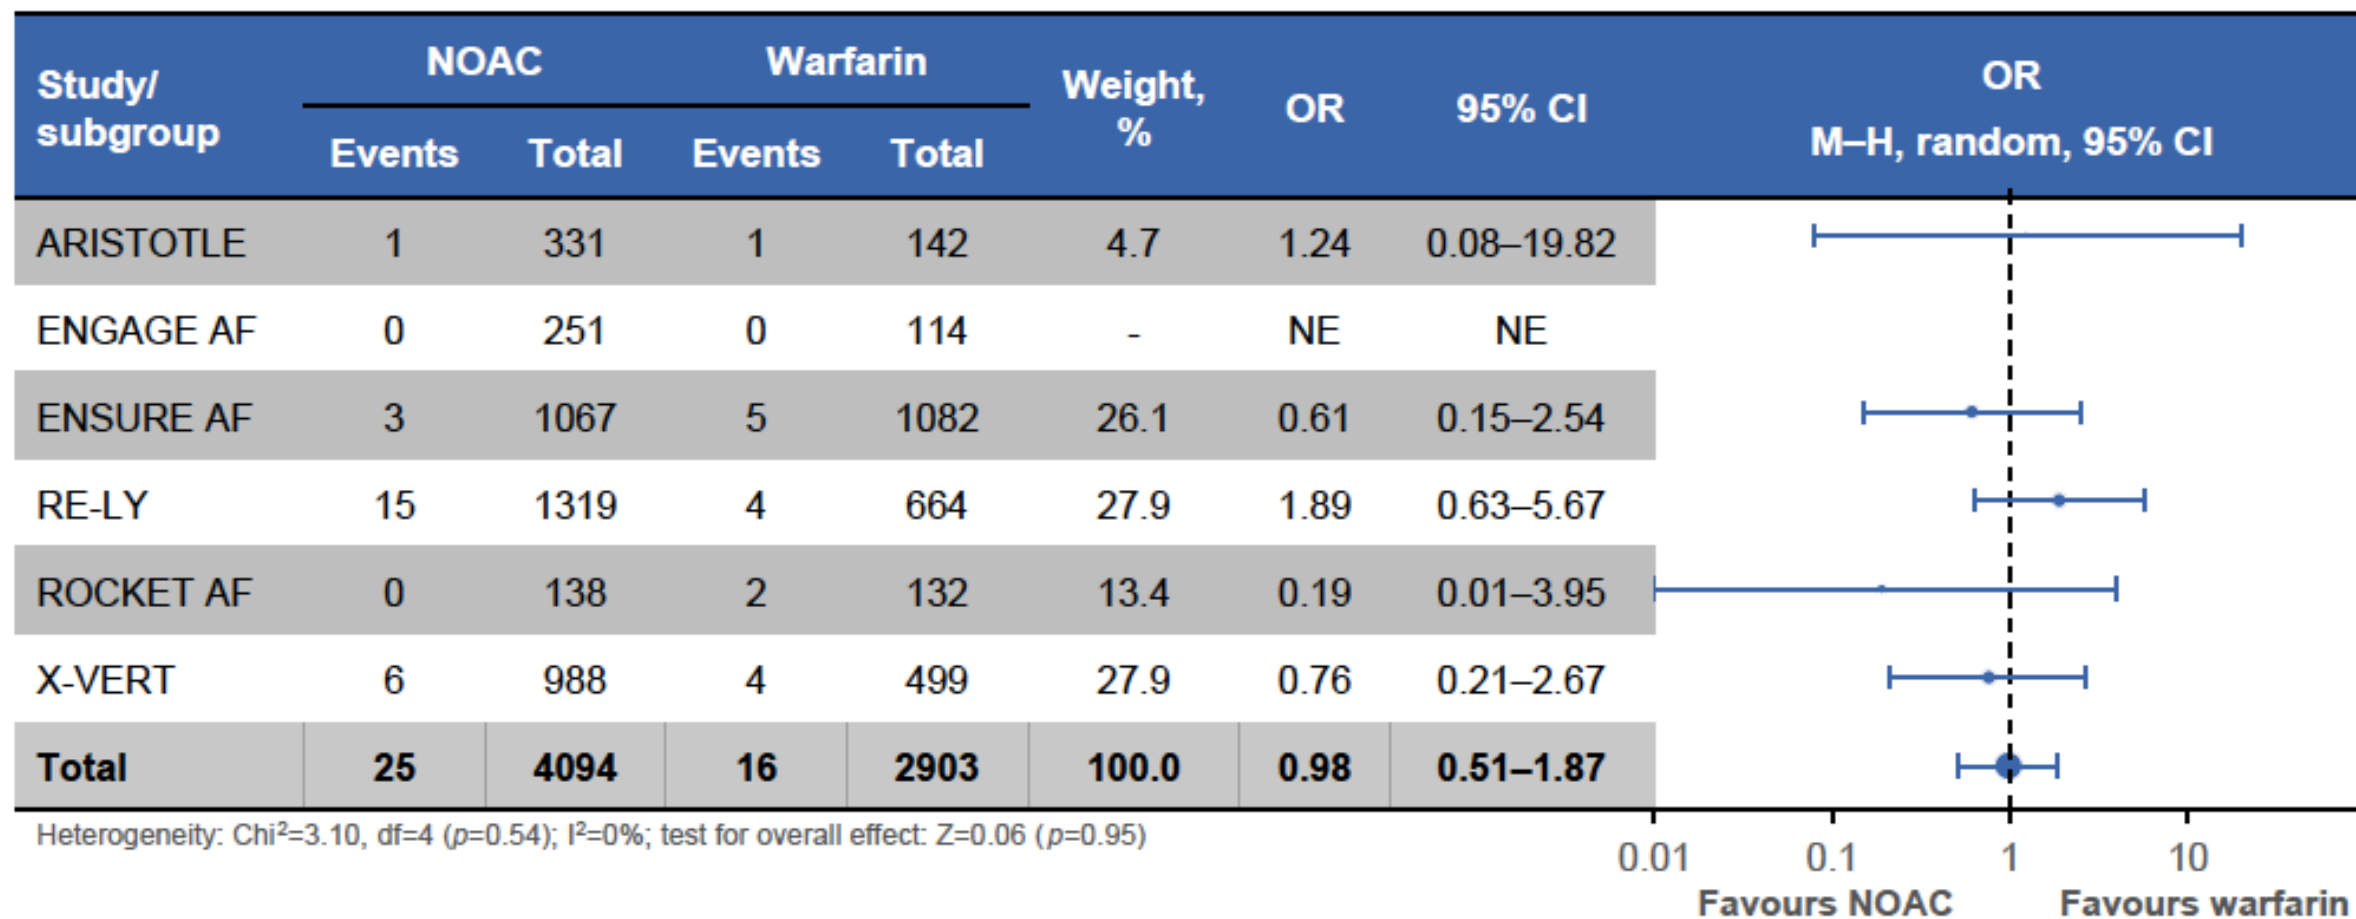 Study/ subgroup NOAC Warfarin Weight, % OR 95% CI OR M–H, random, 95% CI
Events Total Events Total
ARISTOTLE 1 331 1 142 4.7 1.24 0.08–19.82
ENGAGE AF 0 251 0 114 - NE NE
ENSURE AF 3 1067 5 1082 26.1 0.61 0.15–2.54
RE-LY 15 1319 4 664 27.9 1.89 0.63–5.67
ROCKET AF 0 138 2 132 13.4 0.19 0.01–3.95
X-VERT 6 988 4 499 27.9 0.76 0.21–2.67
Total 25 4094 16 2903 100.0 0.98 0.51–1.87
Heterogeneity: Chi²=3.10, df=4 (p=0.54); I²=0%; test for overall effect: Z=0.06 (p=0.95)
0.01 0.1 1 10
Favours NOAC Favours warfarin